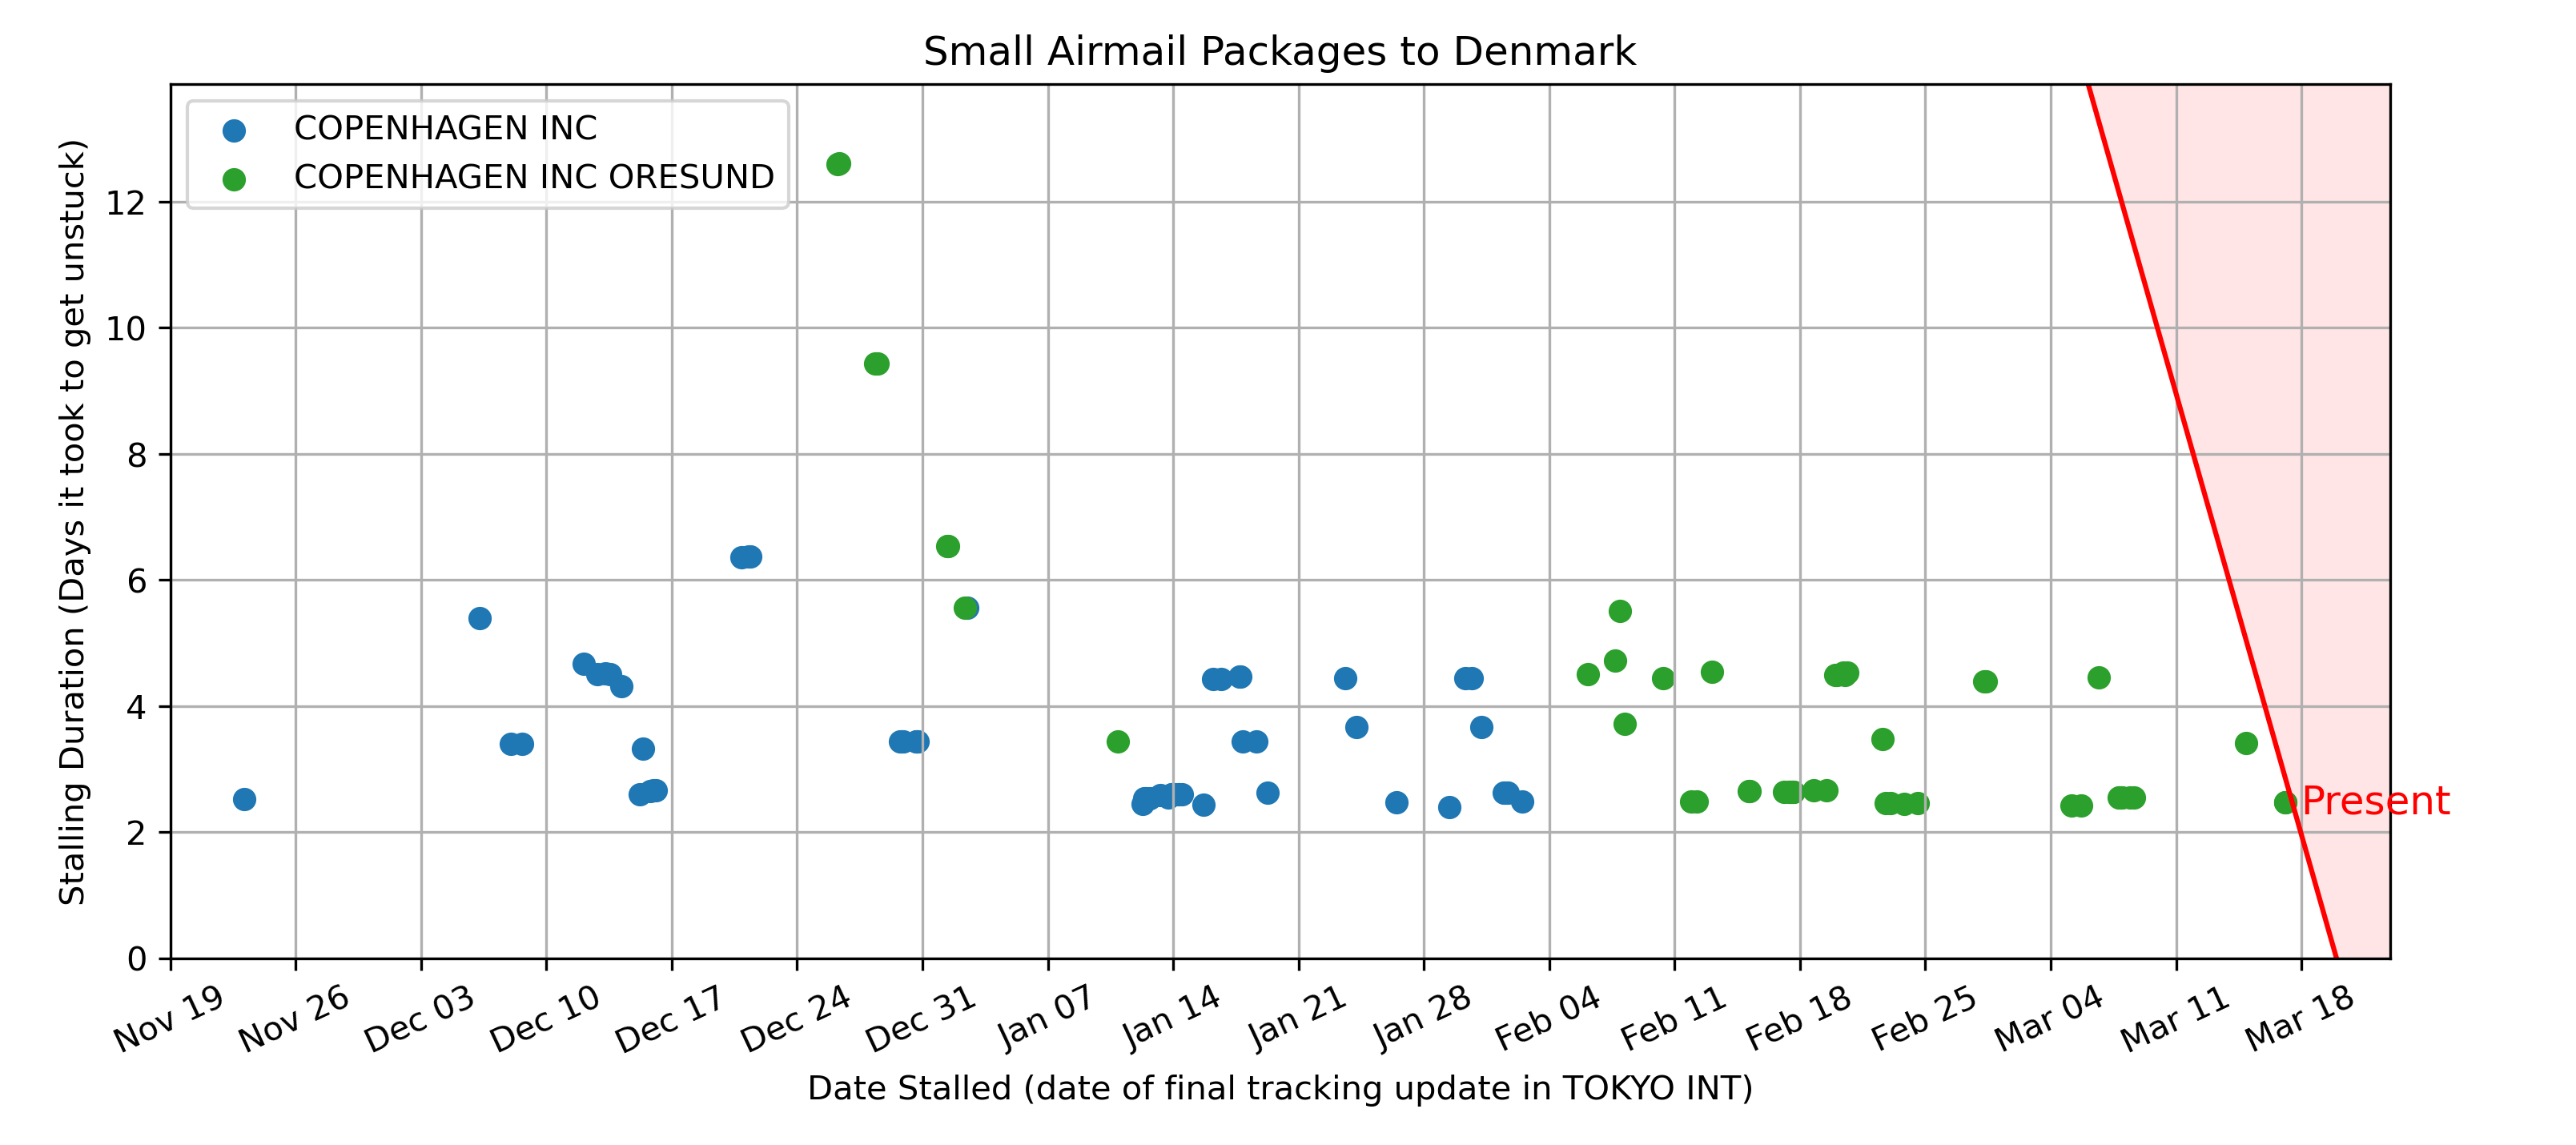 Small Airmail Packages to Denmark
COPENHAGEN INC
COPENHAGEN INC ORESUND
Stalling Duration (Days it took to get unstuck)
12
10
8
6
4
2
0
Present
Nov 19 Nov 26 Dec 03 Dec 10 Dec 17 Dec 24 Dec 31 Jan 07 Jan 14 Jan 21 Jan 28 Feb 04 Feb 11 Feb 18 Feb 25 Mar 04 Mar 11 Mar 18
Date Stalled (date of final tracking update in TOKYO INT)